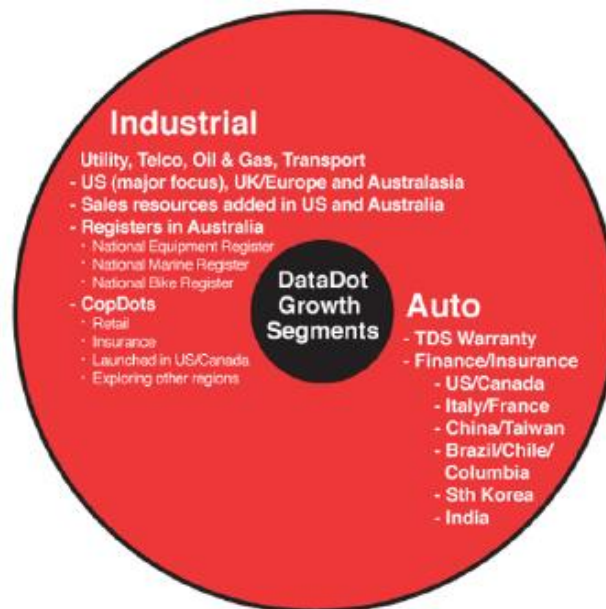 Industrial
Utility, Telco, Oil & Gas, Transport
- US (major focus), UK/Europe and Australasia
- Sales resources added in US and Australia
- Registers in Australia
· National Equipment Register
· National Marine Register
· National Bike Register
- CopDots
· Retail
· Insurance
· Launched in US/Canada
· Exploring other regions
DataDot
Growth
Segments
Auto
- TDS Warranty
- Finance/Insurance
- US/Canada
- Italy/France
- China/Taiwan
- Brazil/Chile/
Columbia
- Sth Korea
- India